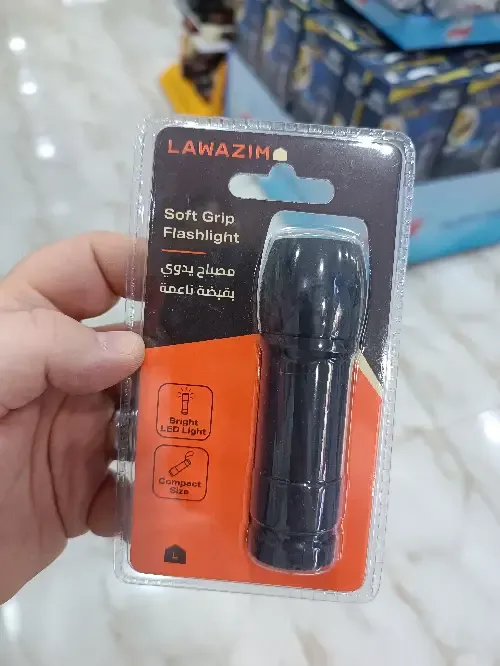 LAWAZIM
Soft Grip
Flashlight
مصباح يدوي
بقبضة ناعمة
Bright
LED Light
Compact
Size
L